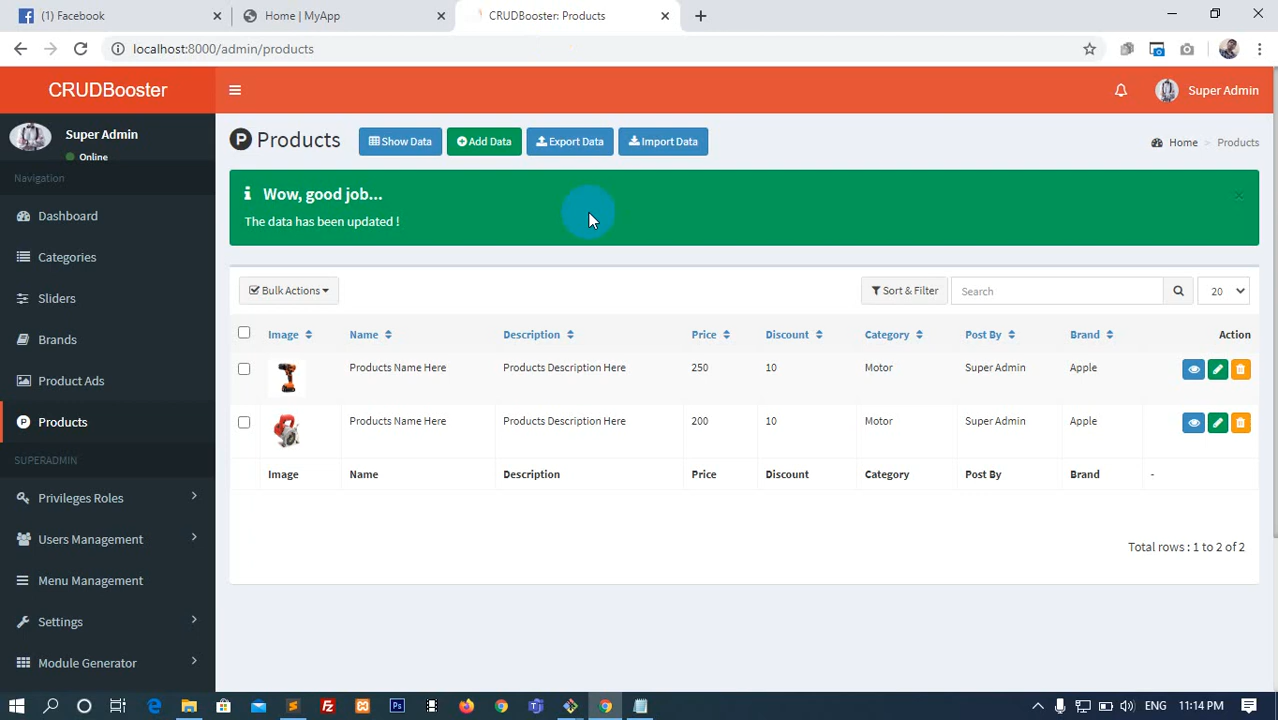 (1) Facebook
Home | MyApp
CRUDBooster: Products
localhost:8000/admin/products
CRUDBooster
Super Admin
Super Admin
Online
Products
Show Data
Add Data
Export Data
Import Data
Home > Products
Navigation
Wow, good job...
The data has been updated !
Dashboard
Categories
Sliders
Brands
Product Ads
Products
SUPERADMIN
Privileges Roles
Users Management
Menu Management
Settings
Module Generator
Bulk Actions
Sort & Filter
Search
20
Image Name Description Price Discount Category Post By Brand Action
Products Name Here Products Description Here 250 10 Motor Super Admin Apple
Products Name Here Products Description Here 200 10 Motor Super Admin Apple
Image Name Description Price Discount Category Post By Brand -
Total rows : 1 to 2 of 2
ENG 11:14 PM